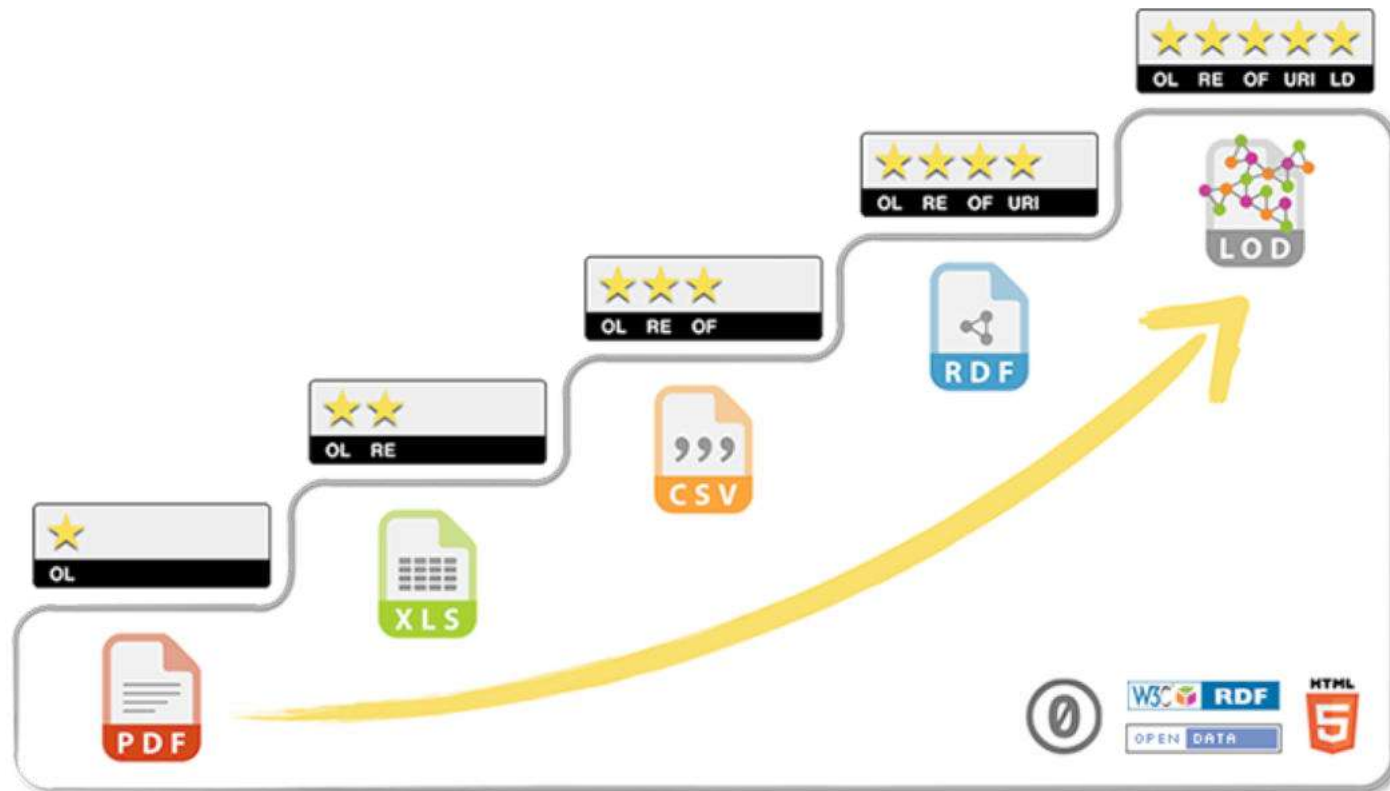 OL RE OF URI LD
LOD
OL RE OF URI
RDF
OL RE OF
CSV
OL RE
XLS
OL
PDF
0
W3C RDF
OPEN DATA
HTML
5